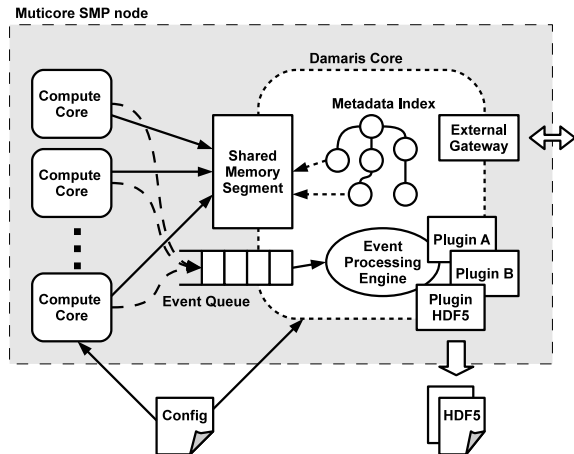 Muticore SMP node
Damaris Core
Compute
Core
Metadata Index
External
Gateway
Shared
Memory
Segment
Compute
Core
Plugin A
Event
Processing
Engine
Plugin B
Compute
Core
Event Queue
Plugin
HDF5
Config
HDF5